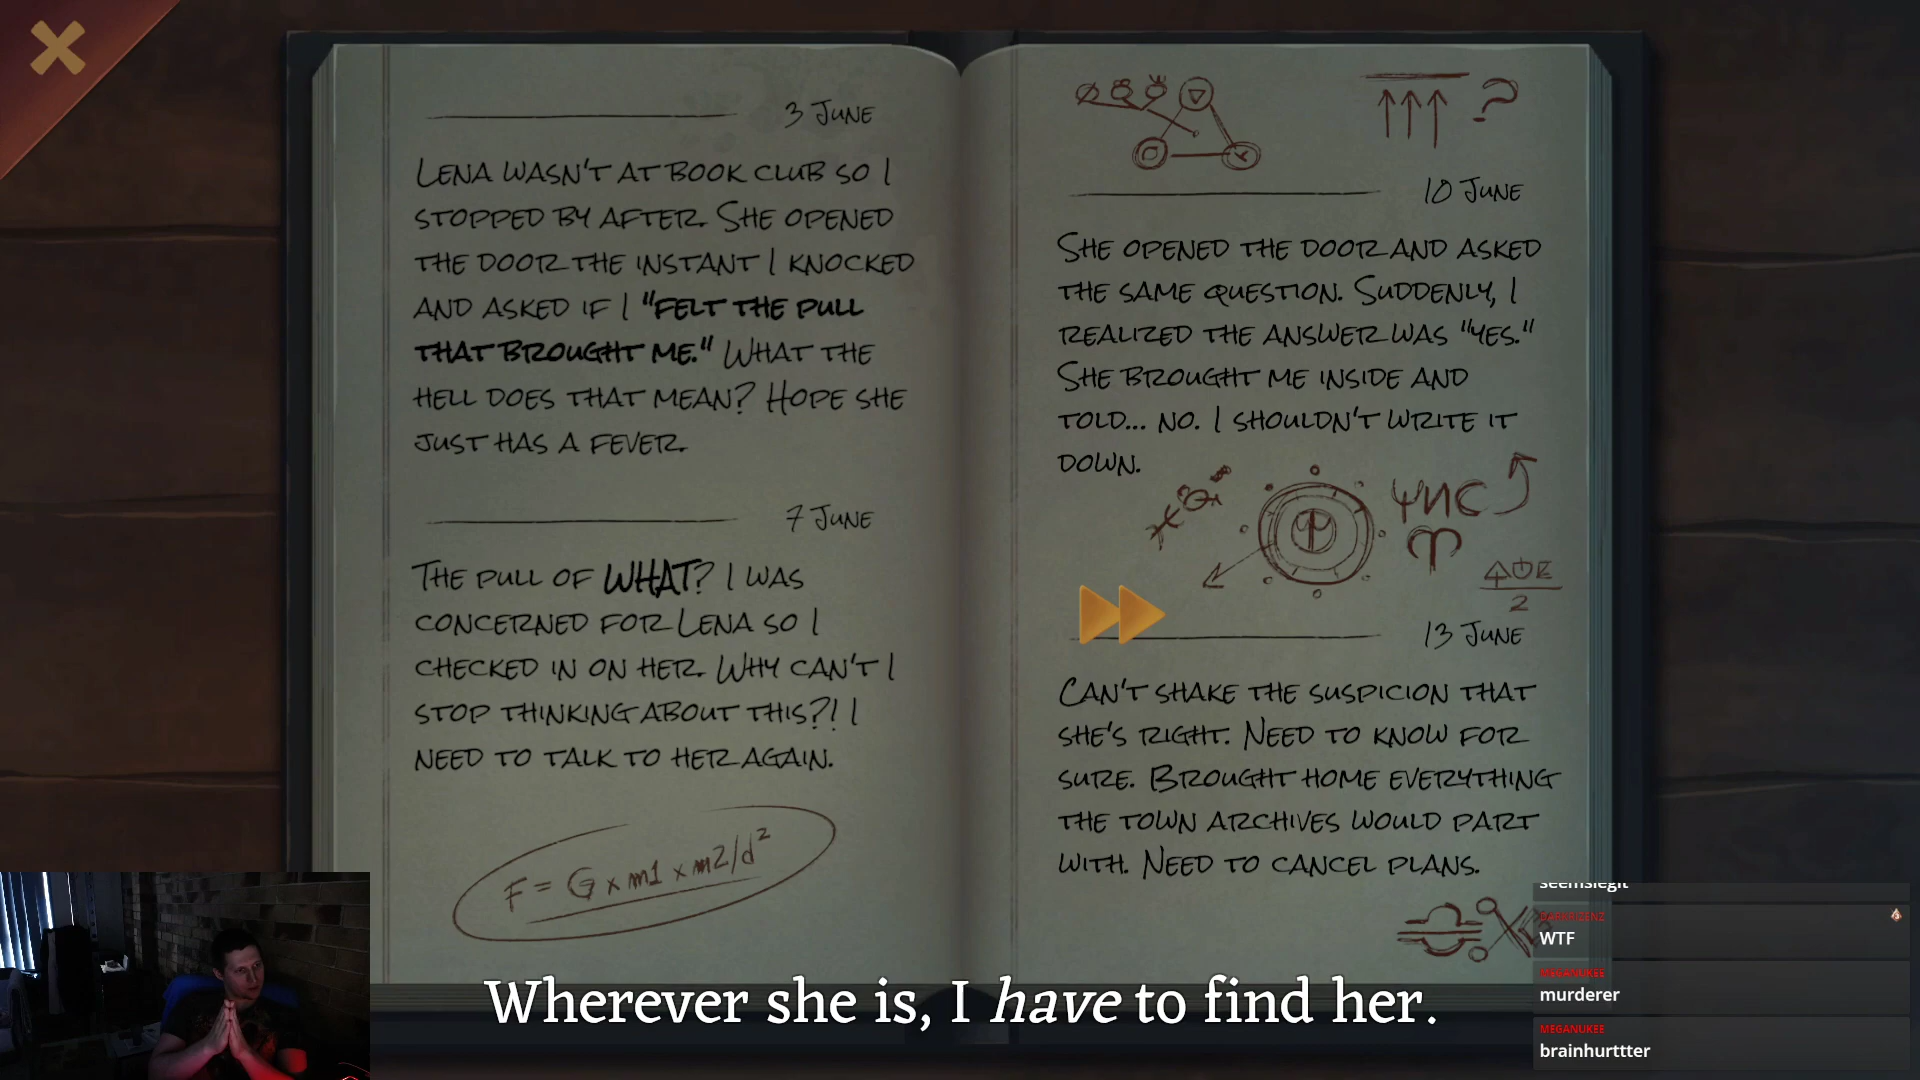 3 June
Lena wasn't at book club so I
stopped by after. She opened
the door the instant I knocked
and asked if I "felt the pull
that brought me." What the
hell does that mean? Hope she
just has a fever.
7 June
The pull of WHAT? I was
concerned for Lena so I
checked in on her. Why can't I
stop thinking about this?! I
need to talk to her again.
F = G x m1 x m2/d²
?
10 June
She opened the door and asked
the same question. Suddenly, I
realized the answer was "yes."
She brought me inside and
told... no. I shouldn't write it
down.
2
13 June
Can't shake the suspicion that
she's right. Need to know for
sure. Brought home everything
the town archives would part
with. Need to cancel plans.
Wherever she is, I have to find her.
seemslegit
WTF
MEGANUKEE
murderer
MEGANUKEE
brainhurttter